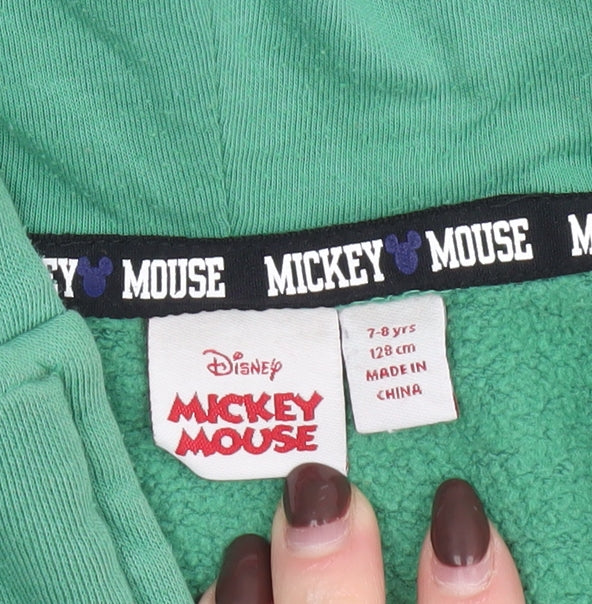 EY MOUSE MICKEY MOUSE M
Disney
MICKEY
MOUSE
7-8 yrs
128 cm
MADE IN
CHINA